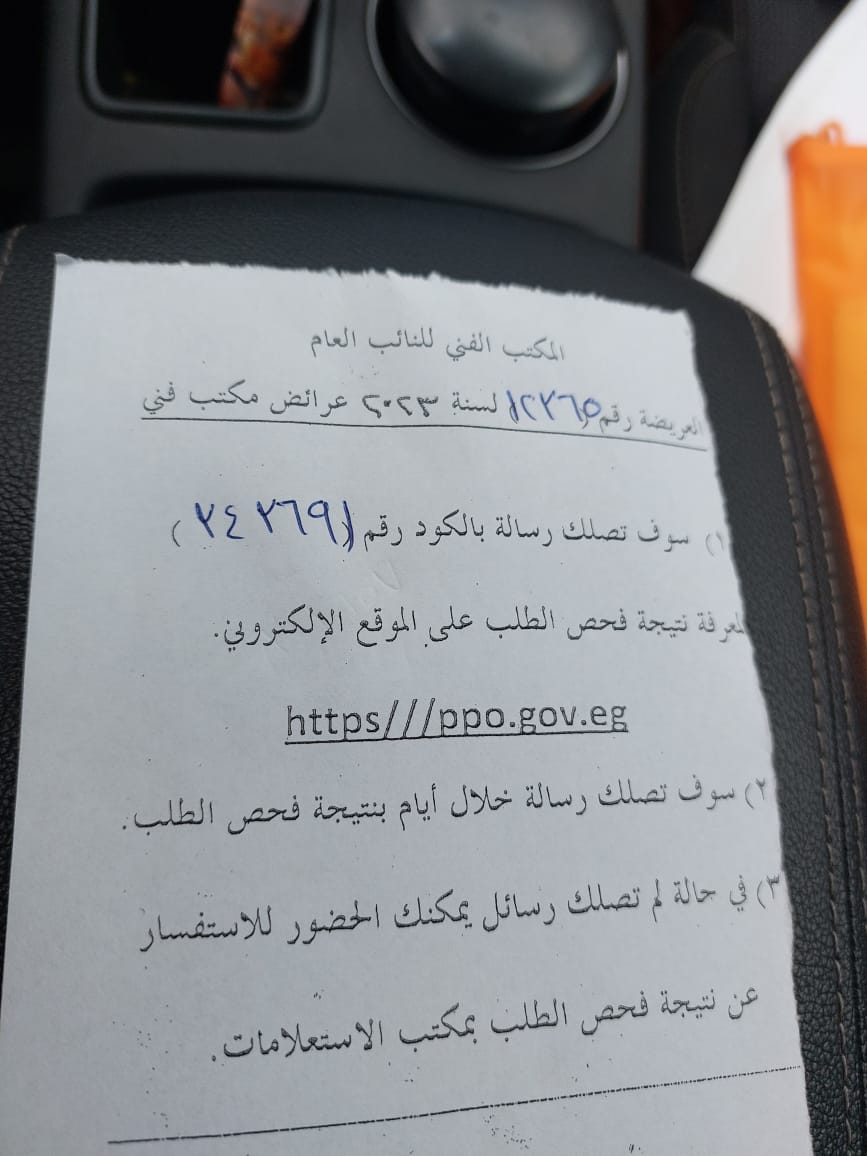 المكتب الفني للنائب العام
العريضة رقم (١٢٢٦٥) لسنة ٢٠٢٣ عرائض مكتب فني
١) سوف تصلك رسالة بالكود رقم (٢٤٢٦٩١)
لمعرفة نتيجة فحص الطلب على الموقع الإلكتروني.
https///ppo.gov.eg
٢) سوف تصلك رسالة خلال أيام بنتيجة فحص الطلب.
٣) في حالة لم تصلك رسائل يمكنك الحضور للاستفسار
عن نتيجة فحص الطلب بمكتب الاستعلامات.